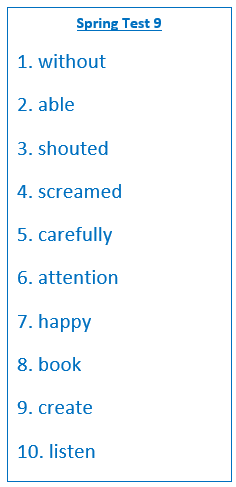 Spring Test 9
1. without
2. able
3. shouted
4. screamed
5. carefully
6. attention
7. happy
8. book
9. create
10. listen